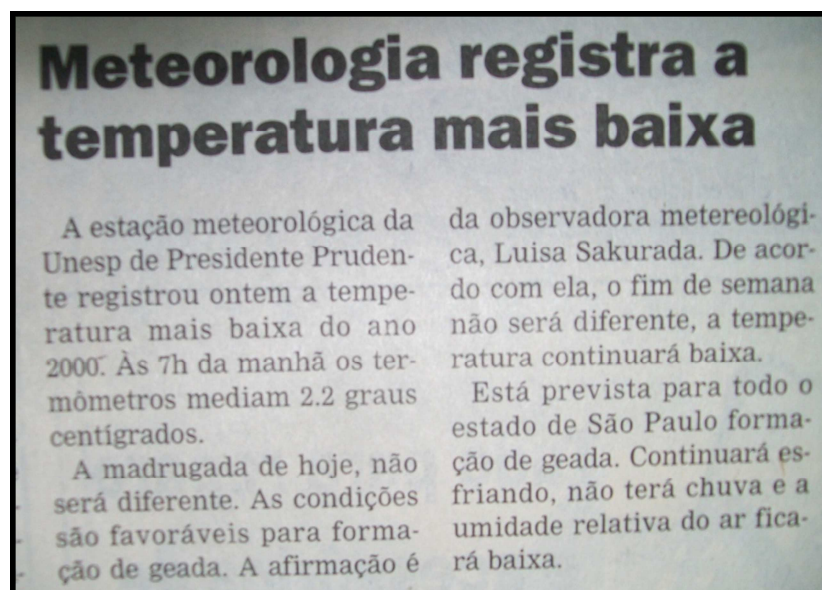 Meteorologia registra a
temperatura mais baixa
A estação meteorológica da
Unesp de Presidente Pruden-
te registrou ontem a tempe-
ratura mais baixa do ano
2000. Às 7h da manhã os ter-
mômetros mediam 2.2 graus
centígrados.
A madrugada de hoje, não
será diferente. As condições
são favoráveis para forma-
ção de geada. A afirmação é
da observadora metereológi-
ca, Luisa Sakurada. De acor-
do com ela, o fim de semana
não será diferente, a tempe-
ratura continuará baixa.
Está prevista para todo o
estado de São Paulo forma-
ção de geada. Continuará es-
friando, não terá chuva e a
umidade relativa do ar fica-
rá baixa.